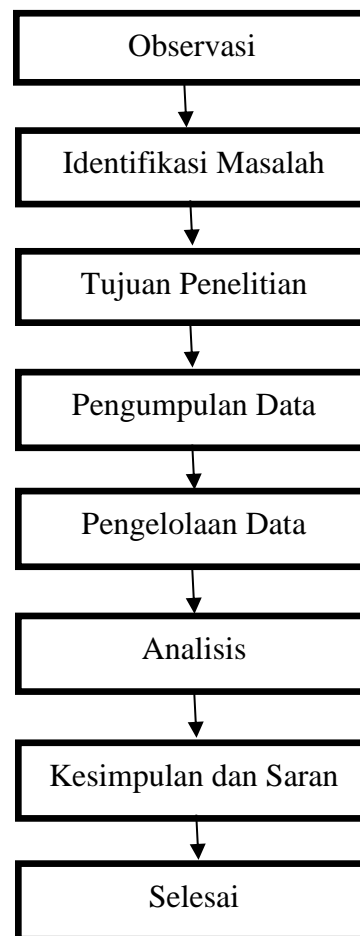 Observasi
Identifikasi Masalah
Tujuan Penelitian
Pengumpulan Data
Pengelolaan Data
Analisis
Kesimpulan dan Saran
Selesai